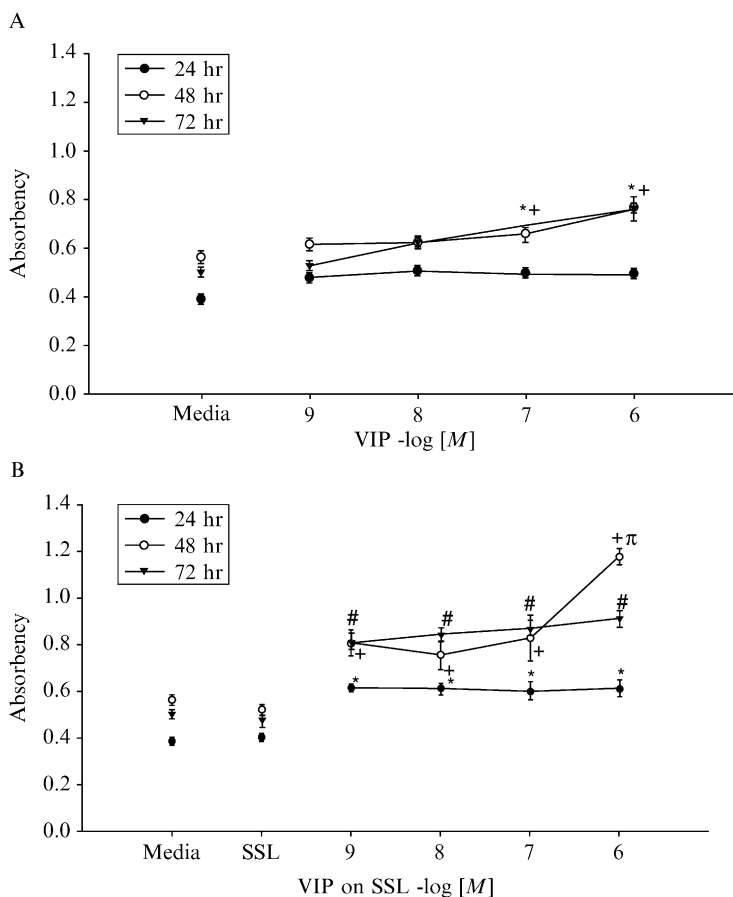 A
1.4
1.2
1.0
0.8
0.6
0.4
0.2
0.0
Absorbency
24 hr
48 hr
72 hr
*+
*+
Media 9 8 7 6
VIP -log [M]
B
1.4
1.2
1.0
0.8
0.6
0.4
0.2
0.0
Absorbency
24 hr
48 hr
72 hr
+π
# # # #
+ + +
* * * *
Media SSL 9 8 7 6
VIP on SSL -log [M]